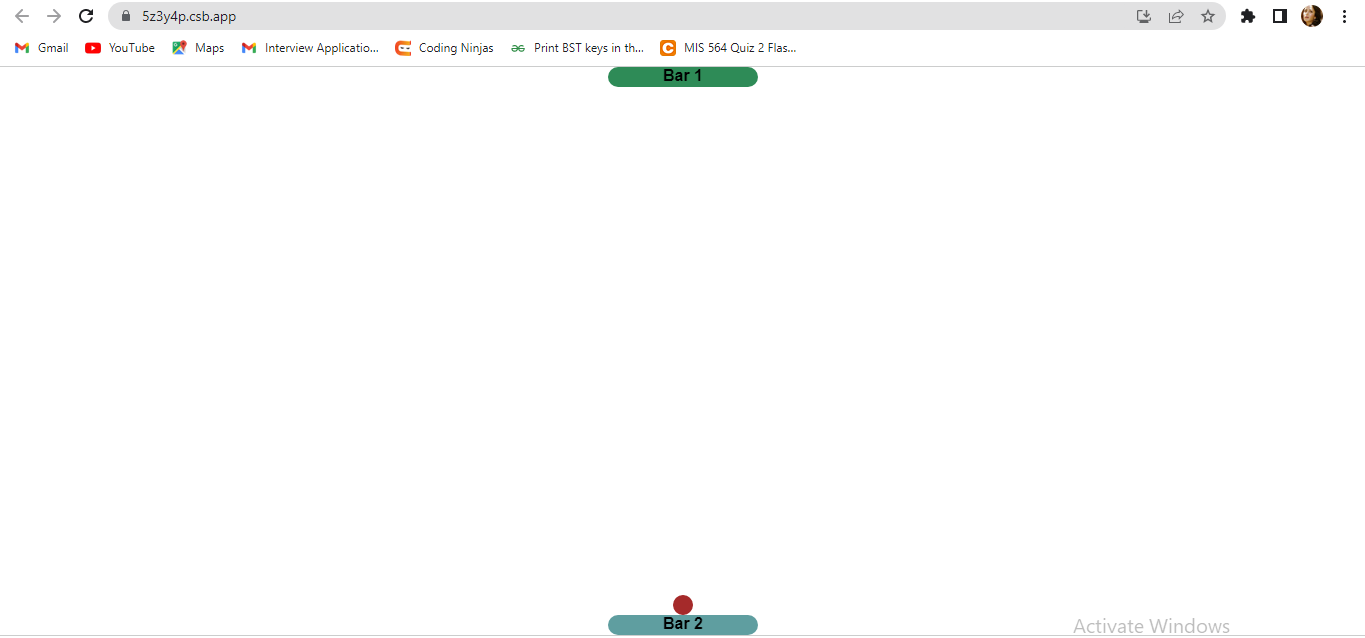 5z3y4p.csb.app
Gmail YouTube Maps Interview Applicatio... Coding Ninjas Print BST keys in th... MIS 564 Quiz 2 Flas...
Bar 1
Bar 2
Activate Windows